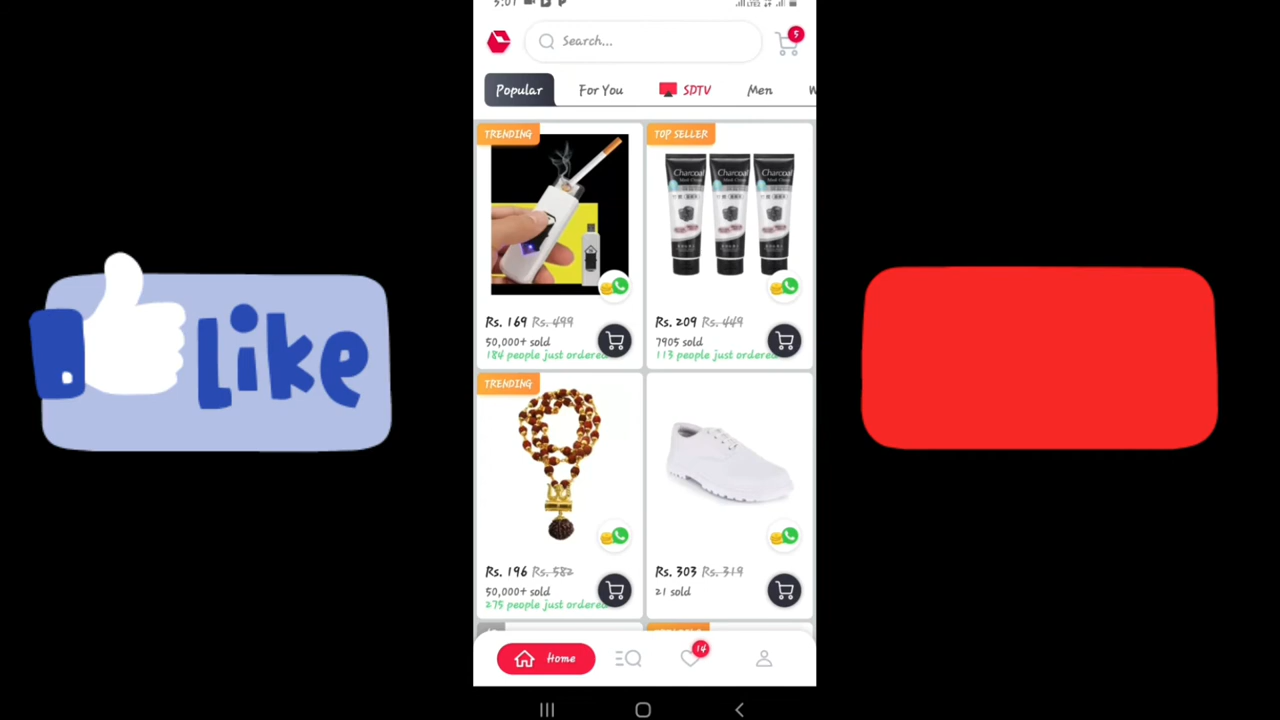 5:01
Search...
5
Popular
For You
SDTV
Men
TRENDING
TOP SELLER
Charcoal
Charcoal
Charcoal
Rs. 169 Rs. 499
50,000+ sold
184 people just ordered
Rs. 209 Rs. 449
7905 sold
113 people just ordered
Like
TRENDING
Rs. 196 Rs. 582
50,000+ sold
275 people just ordered
Rs. 303 Rs. 319
21 sold
Home
14